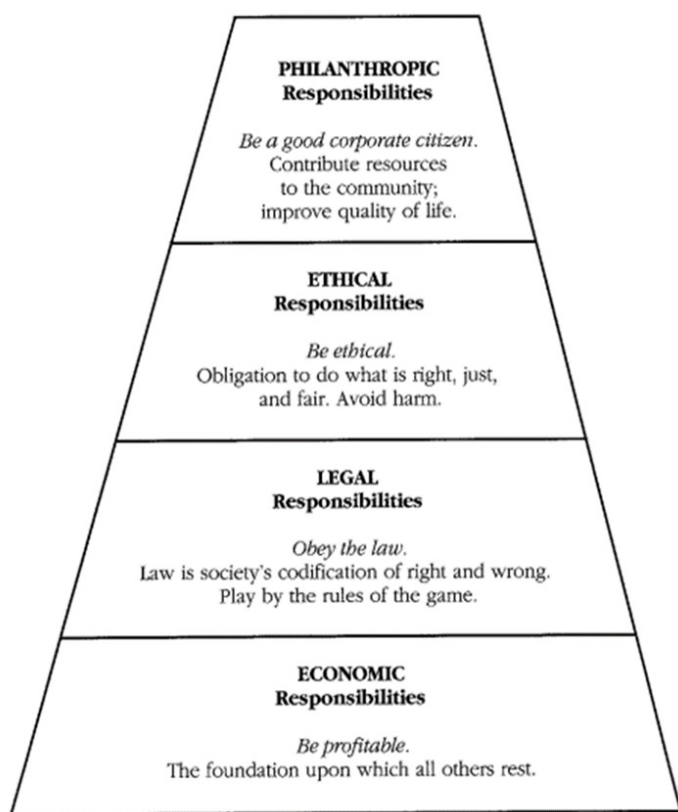 PHILANTHROPIC
Responsibilities
Be a good corporate citizen.
Contribute resources
to the community;
improve quality of life.
ETHICAL
Responsibilities
Be ethical.
Obligation to do what is right, just,
and fair. Avoid harm.
LEGAL
Responsibilities
Obey the law.
Law is society's codification of right and wrong.
Play by the rules of the game.
ECONOMIC
Responsibilities
Be profitable.
The foundation upon which all others rest.